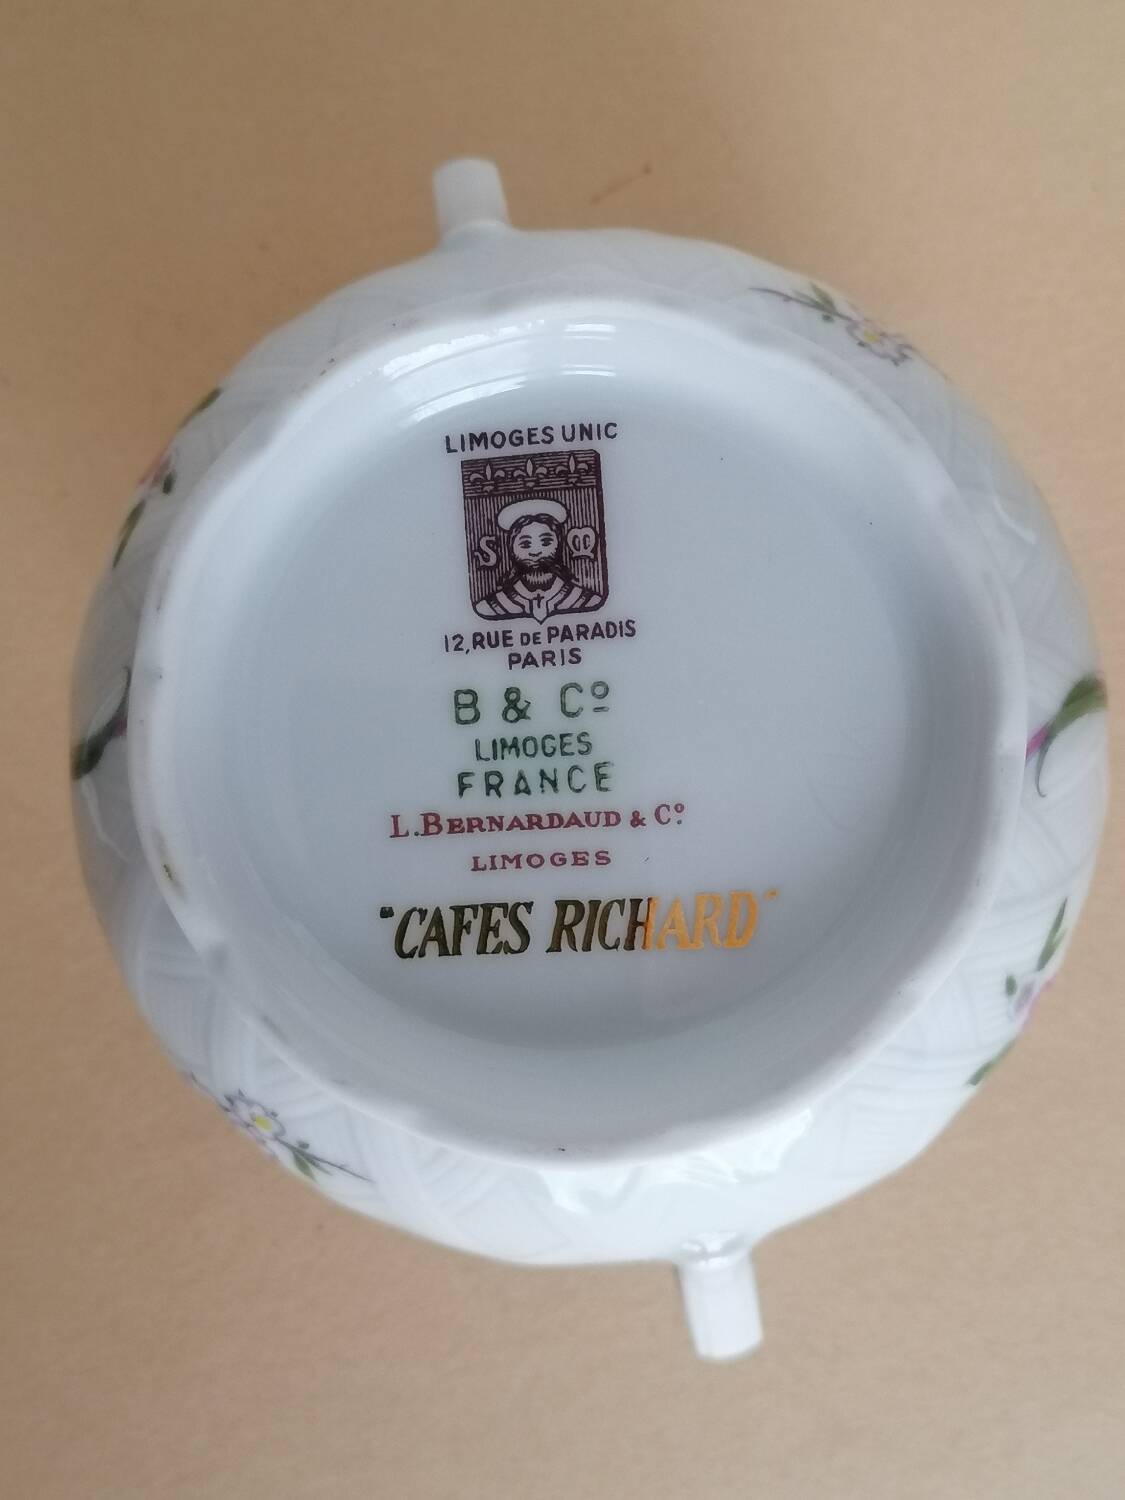 LIMOGES UNIC
S M
12, RUE DE PARADIS
PARIS
B & Cº
LIMOGES
FRANCE
L. BERNARDAUD & Cº
LIMOGES
"CAFES RICHARD"